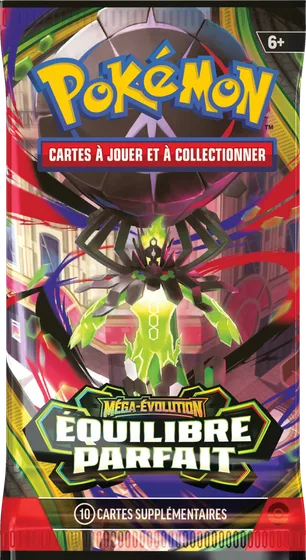 6+
POKÉMON
CARTES À JOUER ET À COLLECTIONNER
MÉGA-ÉVOLUTION
ÉQUILIBRE
PARFAIT
10 CARTES SUPPLÉMENTAIRES